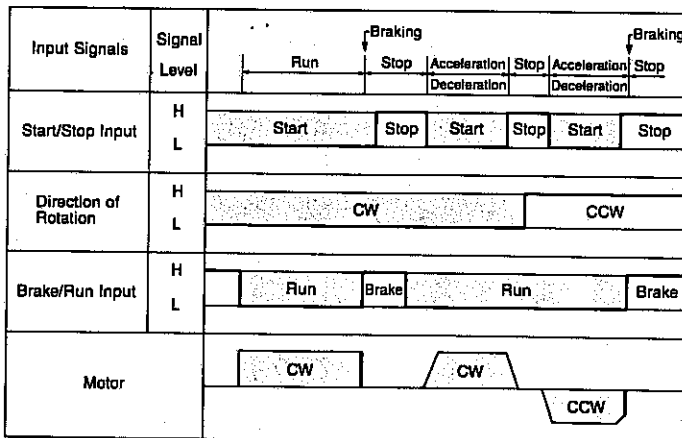 Input Signals
Signal
Level
Braking
Braking
Run
Stop
Acceleration
Deceleration
Stop
Acceleration
Deceleration
Stop
Start/Stop Input
H
L
Start
Stop
Start
Stop
Start
Stop
Direction of
Rotation
H
L
CW
CCW
Brake/Run Input
H
L
Run
Brake
Run
Brake
Motor
CW
CW
CCW